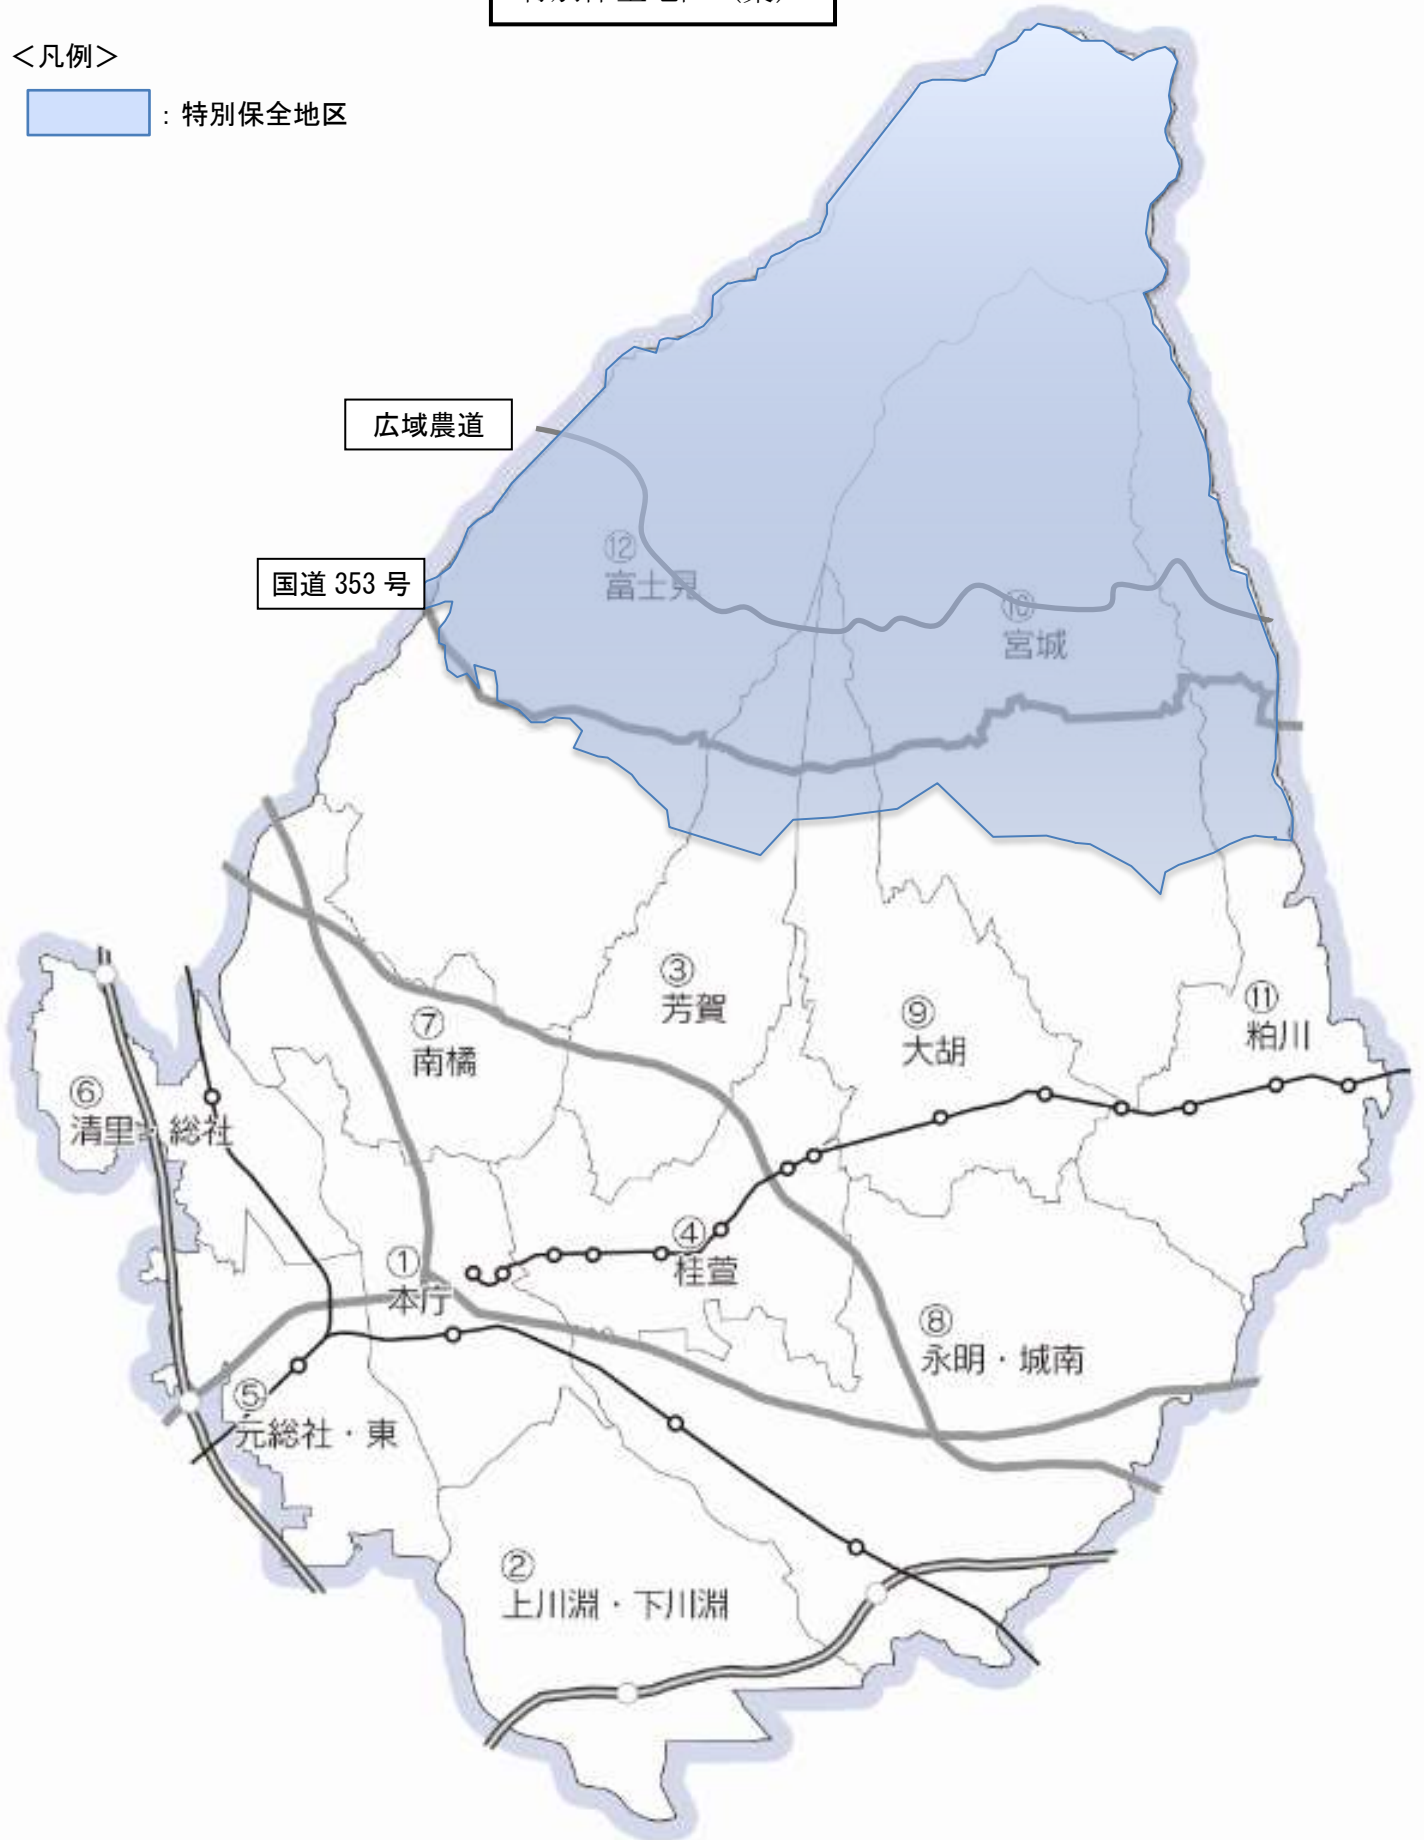 <凡例>
：特別保全地区
広域農道
国道 353 号
⑫
富士見
⑩
宮城
③
芳賀
⑦
南橘
⑨
大胡
⑪
粕川
⑥
清里・総社
④
桂萱
①
本庁
⑧
永明・城南
⑤
元総社・東
②
上川淵・下川淵